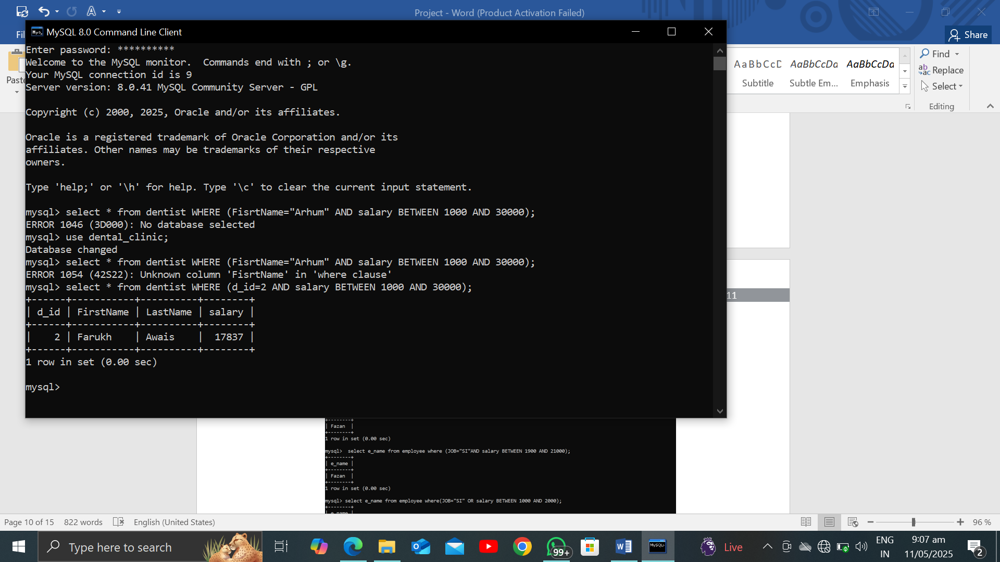 Project - Word (Product Activation Failed)
Fil
Share
MySQL 8.0 Command Line Client
Paste
AaBbCcD AaBbCcDa AaBbCcDa
Subtitle Subtle Em... Emphasis
Find
Replace
Select
Editing
Enter password: **********
Welcome to the MySQL monitor.  Commands end with ; or \g.
Your MySQL connection id is 9
Server version: 8.0.41 MySQL Community Server - GPL
Copyright (c) 2000, 2025, Oracle and/or its affiliates.
Oracle is a registered trademark of Oracle Corporation and/or its
affiliates. Other names may be trademarks of their respective
owners.
Type 'help;' or '\h' for help. Type '\c' to clear the current input statement.
mysql> select * from dentist WHERE (FisrtName="Arhum" AND salary BETWEEN 1000 AND 30000);
ERROR 1046 (3D000): No database selected
mysql> use dental_clinic;
Database changed
mysql> select * from dentist WHERE (FisrtName="Arhum" AND salary BETWEEN 1000 AND 30000);
ERROR 1054 (42S22): Unknown column 'FisrtName' in 'where clause'
mysql> select * from dentist WHERE (d_id=2 AND salary BETWEEN 1000 AND 30000);
+------+-----------+----------+--------+
| d_id | FirstName | LastName | salary |
+------+-----------+----------+--------+
|    2 | Farukh    | Awais    |  17837 |
+------+-----------+----------+--------+
1 row in set (0.00 sec)
mysql>
11
+--------+
| Fazan  |
+--------+
1 row in set (0.00 sec)
mysql>  select e_name from employee where (JOB="SI"AND salary BETWEEN 1900 AND 21000);
+--------+
| e_name |
+--------+
| Fazan  |
+--------+
1 row in set (0.00 sec)
mysql> select e_name from employee where(JOB="SI" OR salary BETWEEN 1000 AND 2000);
+--------+
| e_name |
Page 10 of 15 822 words English (United States) 96 %
Type here to search
99+
MySQL>
Live
ENG
IN
9:07 am
11/05/2025
2